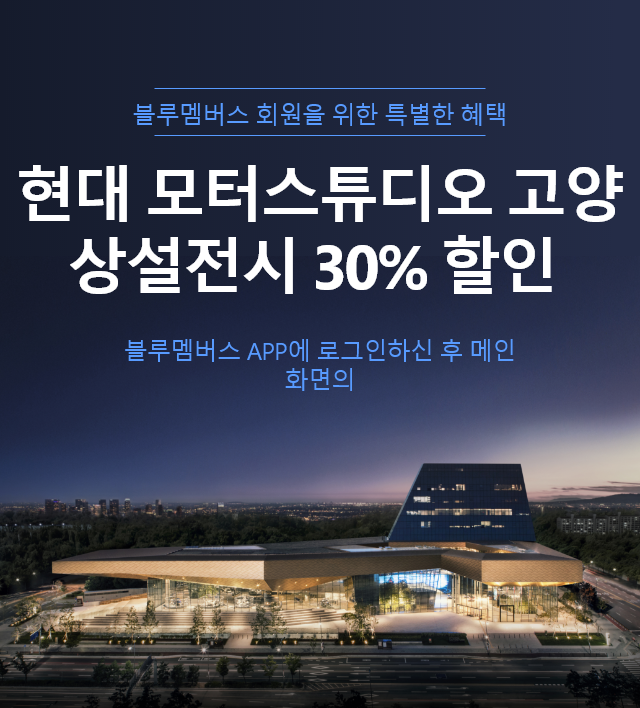 블루멤버스 회원을 위한 특별한 혜택
현대 모터스튜디오 고양
상설전시 30% 할인
블루멤버스 APP에 로그인하신 후 메인
화면의